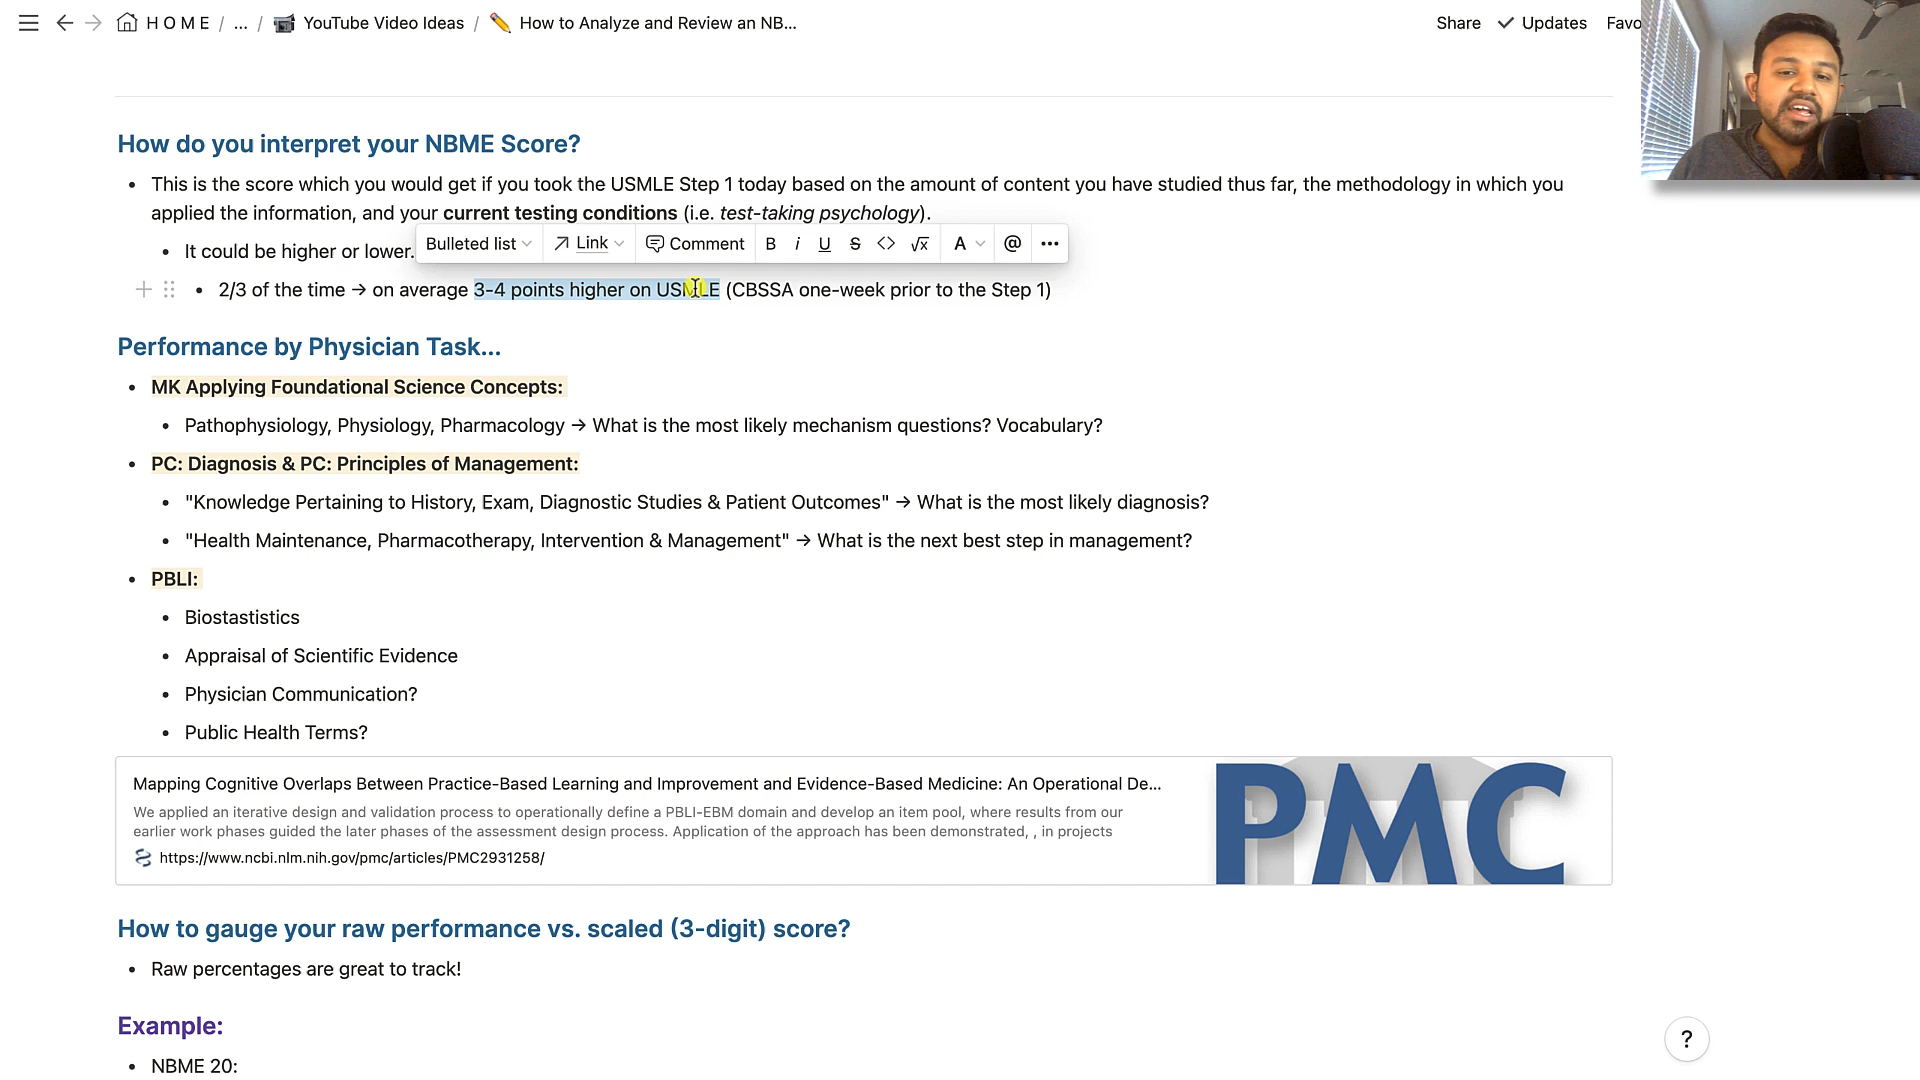 H O M E / ... / YouTube Video Ideas / How to Analyze and Review an NB...
Share Updates
How do you interpret your NBME Score?
• This is the score which you would get if you took the USMLE Step 1 today based on the amount of content you have studied thus far, the methodology in which you
applied the information, and your current testing conditions (i.e. test-taking psychology).
• It could be higher or lower.
Bulleted list Link Comment B i U S <> √x A @ •••
• 2/3 of the time → on average 3-4 points higher on USMLE (CBSSA one-week prior to the Step 1)
Performance by Physician Task...
• MK Applying Foundational Science Concepts:
• Pathophysiology, Physiology, Pharmacology → What is the most likely mechanism questions? Vocabulary?
• PC: Diagnosis & PC: Principles of Management:
• "Knowledge Pertaining to History, Exam, Diagnostic Studies & Patient Outcomes" → What is the most likely diagnosis?
• "Health Maintenance, Pharmacotherapy, Intervention & Management" → What is the next best step in management?
• PBLI:
• Biostastistics
• Appraisal of Scientific Evidence
• Physician Communication?
• Public Health Terms?
Mapping Cognitive Overlaps Between Practice-Based Learning and Improvement and Evidence-Based Medicine: An Operational De...
We applied an iterative design and validation process to operationally define a PBLI-EBM domain and develop an item pool, where results from our
earlier work phases guided the later phases of the assessment design process. Application of the approach has been demonstrated, , in projects
https://www.ncbi.nlm.nih.gov/pmc/articles/PMC2931258/
PMC
How to gauge your raw performance vs. scaled (3-digit) score?
• Raw percentages are great to track!
Example:
• NBME 20:
?